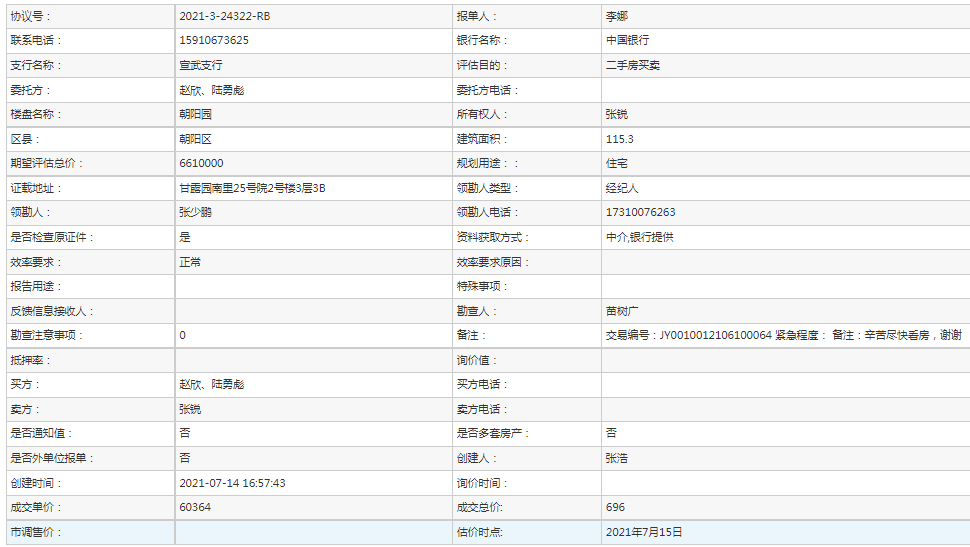 协议号： 2021-3-24322-RB 报单人： 李娜
联系电话： 15910673625 银行名称： 中国银行
支行名称： 宣武支行 评估目的： 二手房买卖
委托方： 赵欣、陆勇彪 委托方电话：
楼盘名称： 朝阳园 所有权人： 张锐
区县： 朝阳区 建筑面积： 115.3
期望评估总价： 6610000 规划用途：： 住宅
证载地址： 甘露园南里25号院2号楼3层3B 领勘人类型： 经纪人
领勘人： 张少鹏 领勘人电话： 17310076263
是否检查原证件： 是 资料获取方式： 中介,银行提供
效率要求： 正常 效率要求原因：
报告用途： 特殊事项：
反馈信息接收人： 勘查人： 苗树广
勘查注意事项： 0 备注： 交易编号：JY0010012106100064 紧急程度： 备注：辛苦尽快看房，谢谢
抵押率： 询价值：
买方： 赵欣、陆勇彪 买方电话：
卖方： 张锐 卖方电话：
是否通知值： 否 是否多套房产： 否
是否外单位报单： 否 创建人： 张浩
创建时间： 2021-07-14 16:57:43 询价时间：
成交单价： 60364 成交总价: 696
市调售价： 估价时点: 2021年7月15日